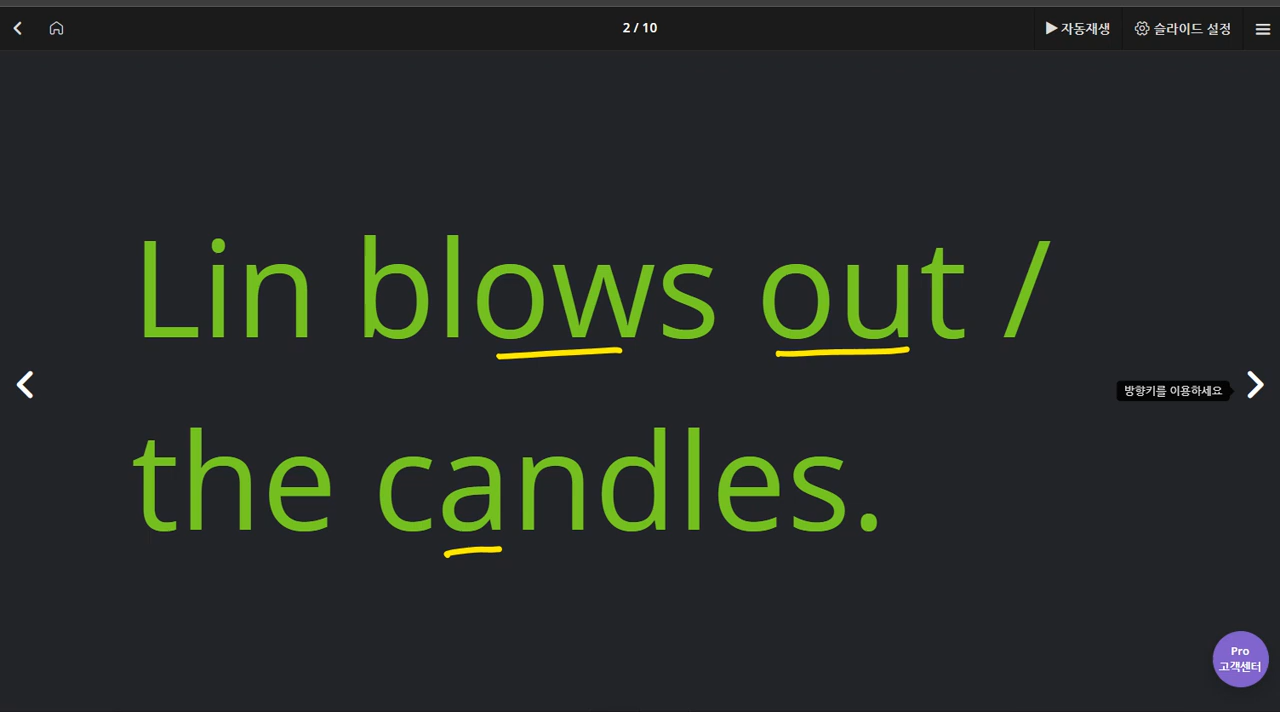 2 / 10
자동재생
슬라이드 설정
Lin blows out /
the candles.
방향키를 이용하세요
Pro
고객센터